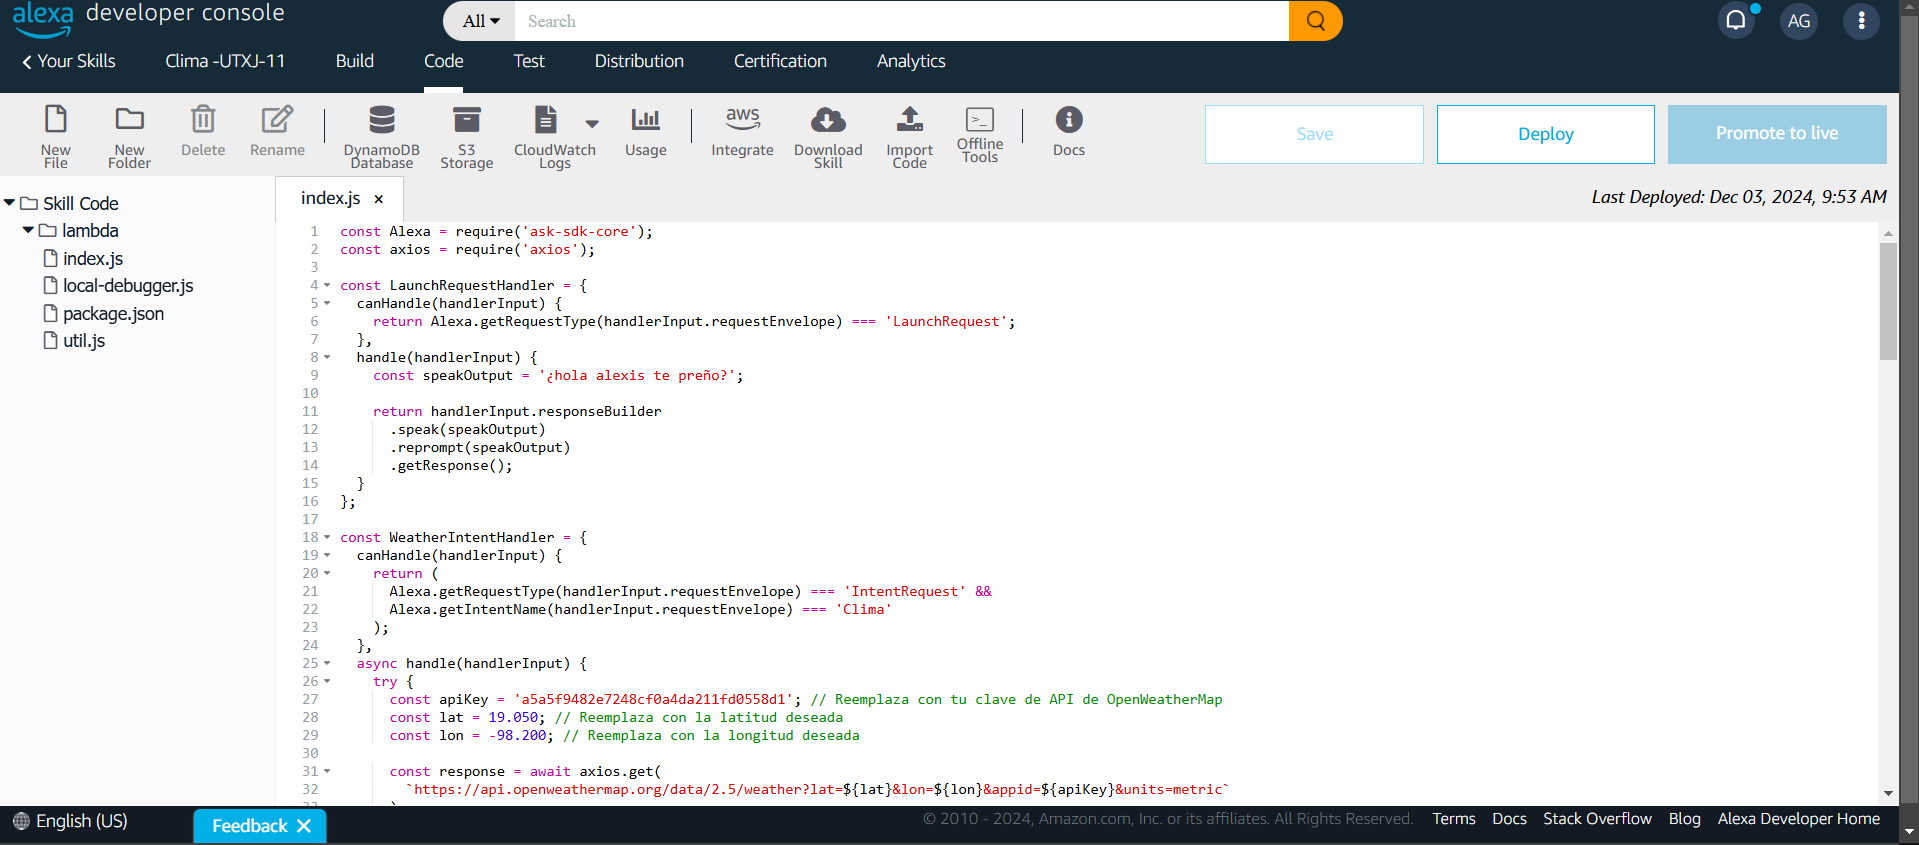 alexa developer console
All
Search
AG
Your Skills
Clima -UTXJ-11
Build
Code
Test
Distribution
Certification
Analytics
New File
New Folder
Delete
Rename
DynamoDB Database
S3 Storage
CloudWatch Logs
Usage
aws
Integrate
Download Skill
Import Code
Offline Tools
Docs
Save
Deploy
Promote to live
Skill Code
lambda
index.js
local-debugger.js
package.json
util.js
index.js ×
Last Deployed: Dec 03, 2024, 9:53 AM
1 const Alexa = require('ask-sdk-core');
2 const axios = require('axios');
3
4 const LaunchRequestHandler = {
5 canHandle(handlerInput) {
6 return Alexa.getRequestType(handlerInput.requestEnvelope) === 'LaunchRequest';
7 },
8 handle(handlerInput) {
9 const speakOutput = '¿hola alexis te preño?';
10
11 return handlerInput.responseBuilder
12 .speak(speakOutput)
13 .reprompt(speakOutput)
14 .getResponse();
15 }
16 };
17
18 const WeatherIntentHandler = {
19 canHandle(handlerInput) {
20 return (
21 Alexa.getRequestType(handlerInput.requestEnvelope) === 'IntentRequest' &&
22 Alexa.getIntentName(handlerInput.requestEnvelope) === 'Clima'
23 );
24 },
25 async handle(handlerInput) {
26 try {
27 const apiKey = 'a5a5f9482e7248cf0a4da211fd0558d1'; // Reemplaza con tu clave de API de OpenWeatherMap
28 const lat = 19.050; // Reemplaza con la latitud deseada
29 const lon = -98.200; // Reemplaza con la longitud deseada
30
31 const response = await axios.get(
32 `https://api.openweathermap.org/data/2.5/weather?lat=${lat}&lon=${lon}&appid=${apiKey}&units=metric`
English (US)
Feedback
© 2010 - 2024, Amazon.com, Inc. or its affiliates. All Rights Reserved.
Terms
Docs
Stack Overflow
Blog
Alexa Developer Home